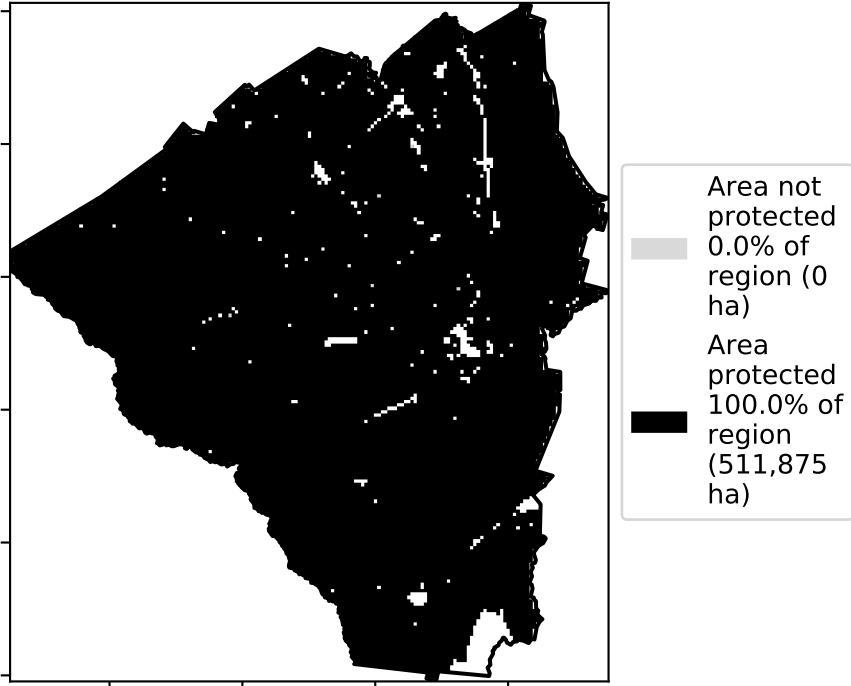 Area not
protected
0.0% of
region (0
ha)
Area
protected
100.0% of
region
(511,875
ha)